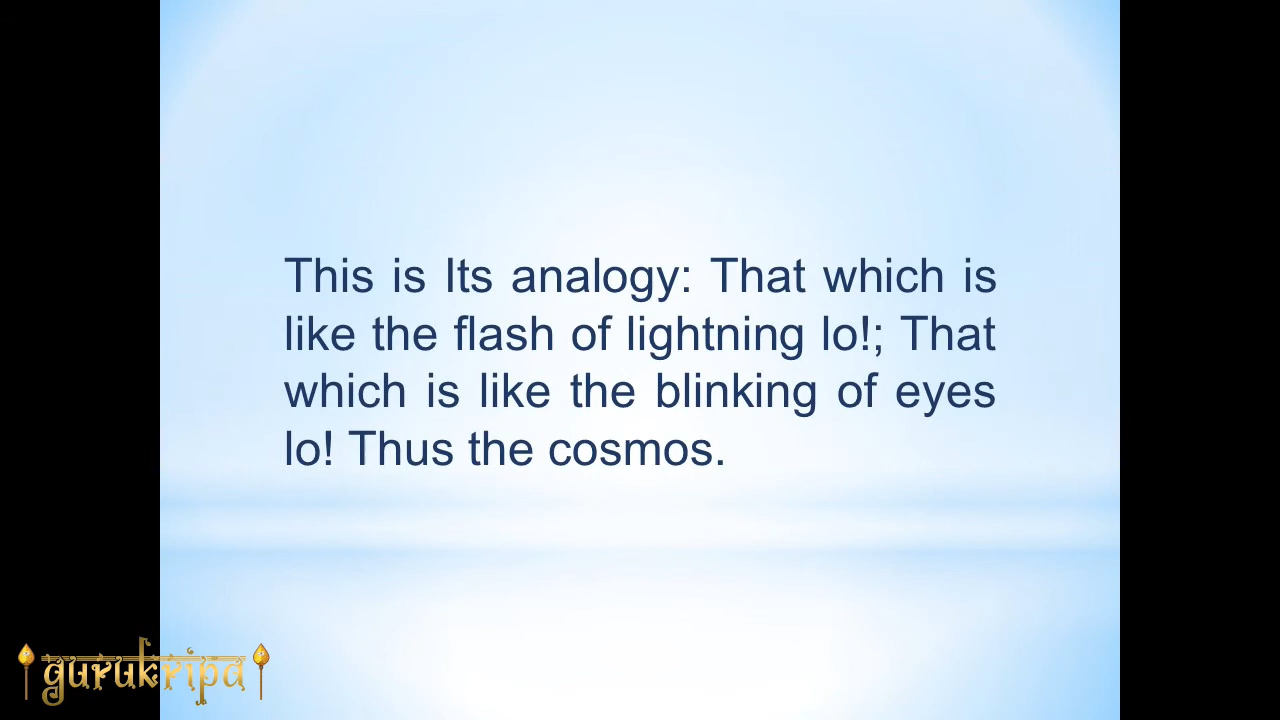 This is Its analogy: That which is
like the flash of lightning lo!; That
which is like the blinking of eyes
lo! Thus the cosmos.
gurukripa